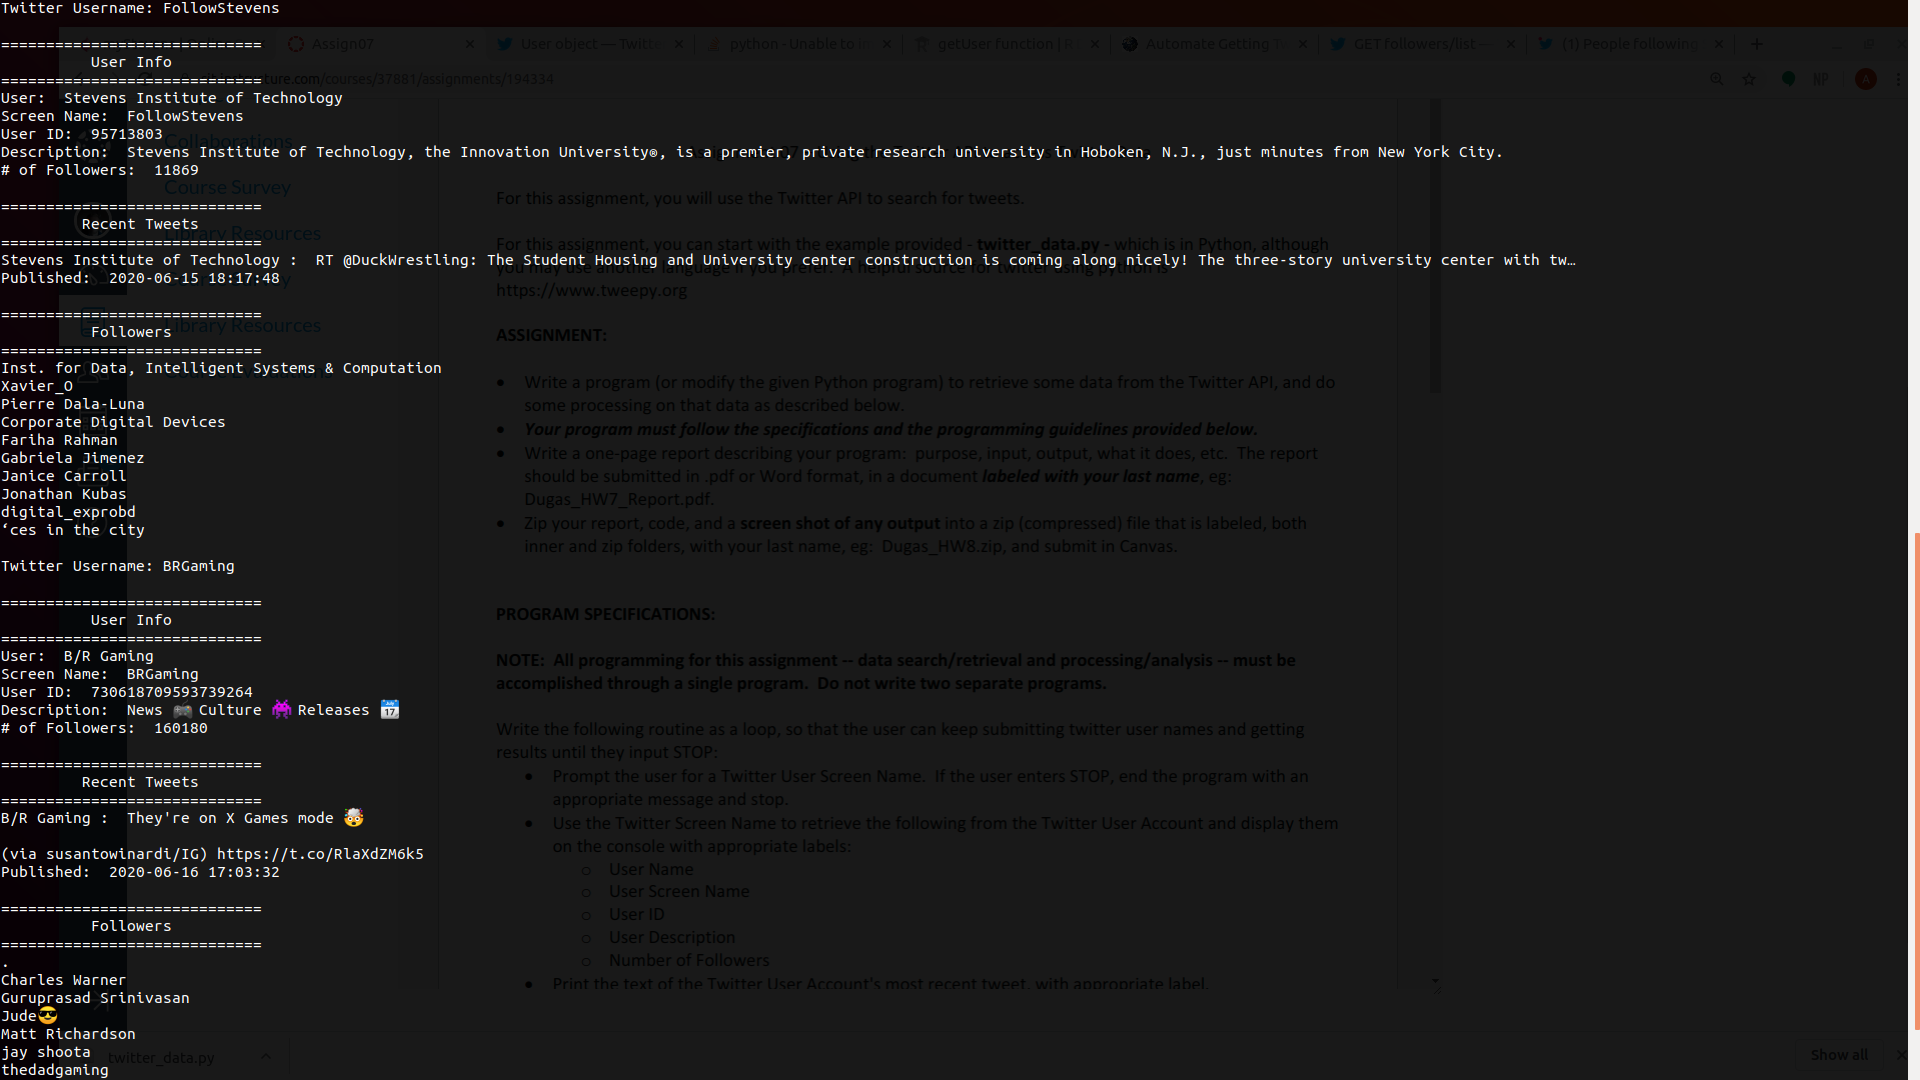 Twitter Username: FollowStevens
=============================
User Info
=============================
User:  Stevens Institute of Technology
Screen Name:  FollowStevens
User ID:  95713803
Description:  Stevens Institute of Technology, the Innovation University®, is a premier, private research university in Hoboken, N.J., just minutes from New York City.
# of Followers:  11869
=============================
Recent Tweets
=============================
Stevens Institute of Technology :  RT @DuckWrestling: The Student Housing and University center construction is coming along nicely! The three-story university center with tw…
Published:  2020-06-15 18:17:48
=============================
Followers
=============================
Inst. for Data, Intelligent Systems & Computation
Xavier_O
Pierre Dala-Luna
Corporate Digital Devices
Fariha Rahman
Gabriela Jimenez
Janice Carroll
Jonathan Kubas
digital_exprobd
‘ces in the city
Twitter Username: BRGaming
=============================
User Info
=============================
User:  B/R Gaming
Screen Name:  BRGaming
User ID:  730618709593739264
Description:  News 🎮 Culture 👾 Releases 📆
# of Followers:  160180
=============================
Recent Tweets
=============================
B/R Gaming :  They're on X Games mode 🤯
(via susantowinardi/IG) https://t.co/RlaXdZM6k5
Published:  2020-06-16 17:03:32
=============================
Followers
=============================
.
Charles Warner
Guruprasad Srinivasan
Jude😎
Matt Richardson
jay shoota
thedadgaming
Assign07
User object — Twitt
python - Unable to i
getUser function | R
Automate Getting T
GET followers/list —
(1) People following
/courses/37881/assignments/194334
NP
A
Collaborations
Course Survey
Library Resources
Library Resources
For this assignment, you will use the Twitter API to search for tweets.
For this assignment, you can start with the example provided - twitter_data.py - which is in Python, although
you may use another language if you prefer.  A helpful source for twitter using python is
https://www.tweepy.org
ASSIGNMENT:
• Write a program (or modify the given Python program) to retrieve some data from the Twitter API, and do
some processing on that data as described below.
• Your program must follow the specifications and the programming guidelines provided below.
• Write a one-page report describing your program:  purpose, input, output, what it does, etc.  The report
should be submitted in .pdf or Word format, in a document labeled with your last name, eg:
Dugas_HW7_Report.pdf.
• Zip your report, code, and a screen shot of any output into a zip (compressed) file that is labeled, both
inner and zip folders, with your last name, eg:  Dugas_HW8.zip, and submit in Canvas.
PROGRAM SPECIFICATIONS:
NOTE:  All programming for this assignment -- data search/retrieval and processing/analysis -- must be
accomplished through a single program.  Do not write two separate programs.
Write the following routine as a loop, so that the user can keep submitting twitter user names and getting
results until they input STOP:
• Prompt the user for a Twitter User Screen Name.  If the user enters STOP, end the program with an
appropriate message and stop.
• Use the Twitter Screen Name to retrieve the following from the Twitter User Account and display them
on the console with appropriate labels:
o User Name
o User Screen Name
o User ID
o User Description
o Number of Followers
• Print the text of the Twitter User Account's most recent tweet, with appropriate label.
twitter_data.py
Show all